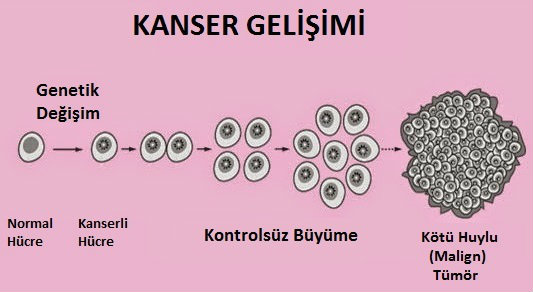 KANSER GELİŞİMİ
Genetik
Değişim
Normal
Hücre
Kanserli
Hücre
Kontrolsüz Büyüme
Kötü Huylu
(Malign)
Tümör